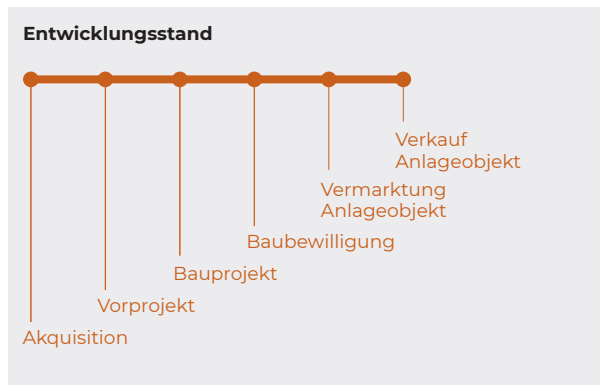 Entwicklungsstand
Verkauf
Anlageobjekt
Vermarktung
Anlageobjekt
Baubewilligung
Bauprojekt
Vorprojekt
Akquisition